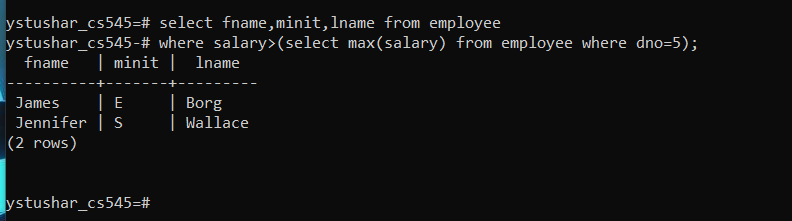 ystushar_cs545=# select fname,minit,lname from employee
ystushar_cs545-# where salary>(select max(salary) from employee where dno=5);
  fname   | minit |  lname
----------+-------+---------
 James    | E     | Borg
 Jennifer | S     | Wallace
(2 rows)
ystushar_cs545=#